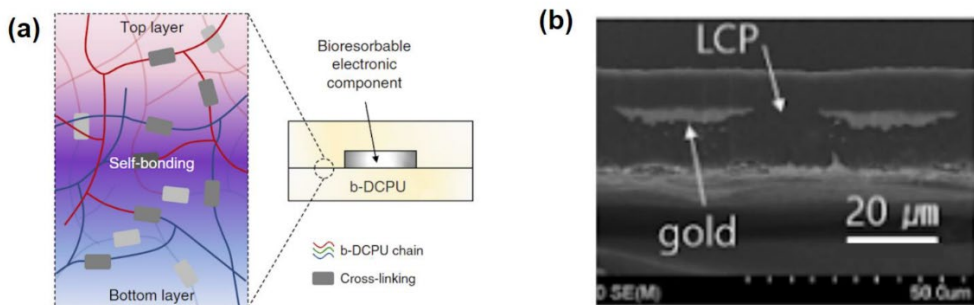 (a)
Top layer
Self-bonding
Bottom layer
Bioresorbable
electronic
component
b-DCPU
b-DCPU chain
Cross-linking
(b)
LCP
gold
20 μm
SE(M)
50.0um